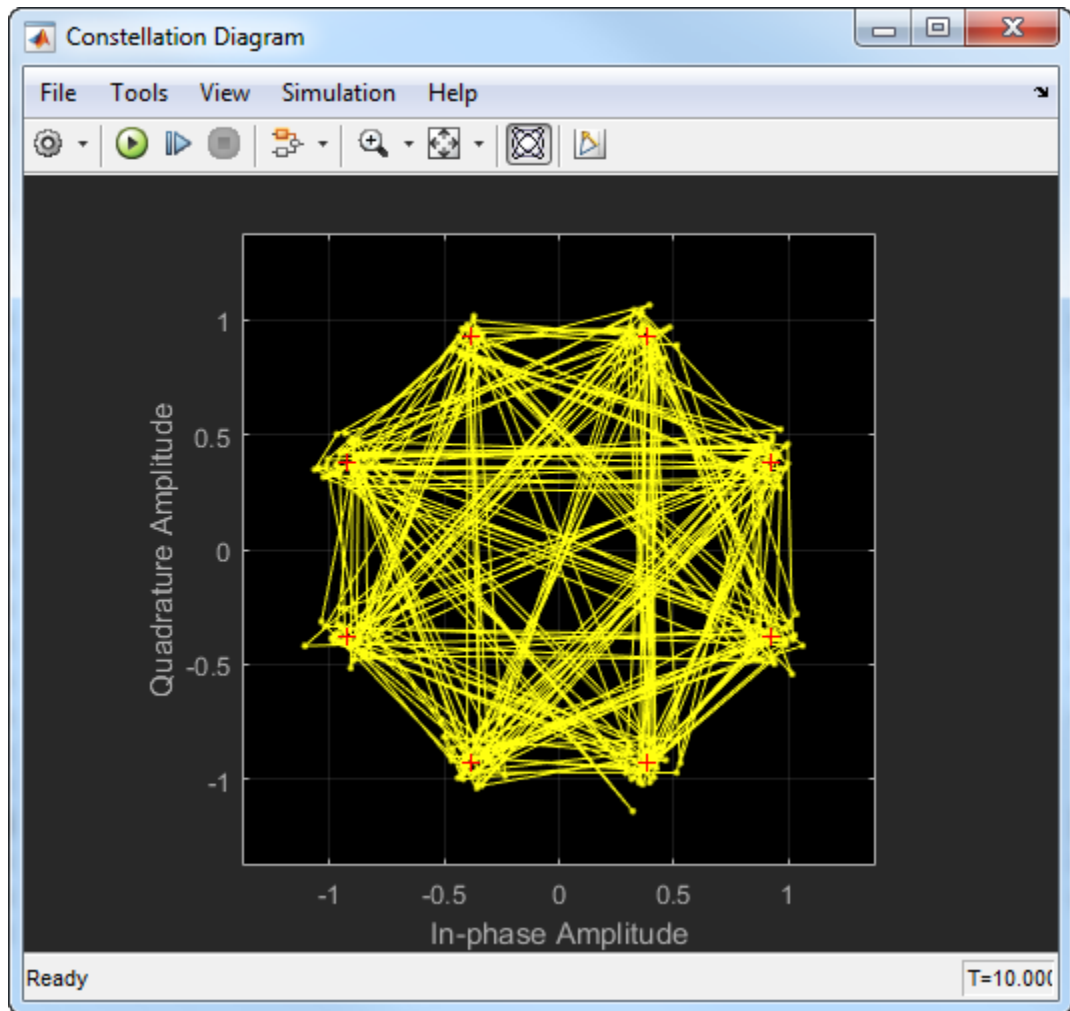 Constellation Diagram
File Tools View Simulation Help
1
0.5
0
-0.5
-1
Quadrature Amplitude
-1 -0.5 0 0.5 1
In-phase Amplitude
Ready T=10.00